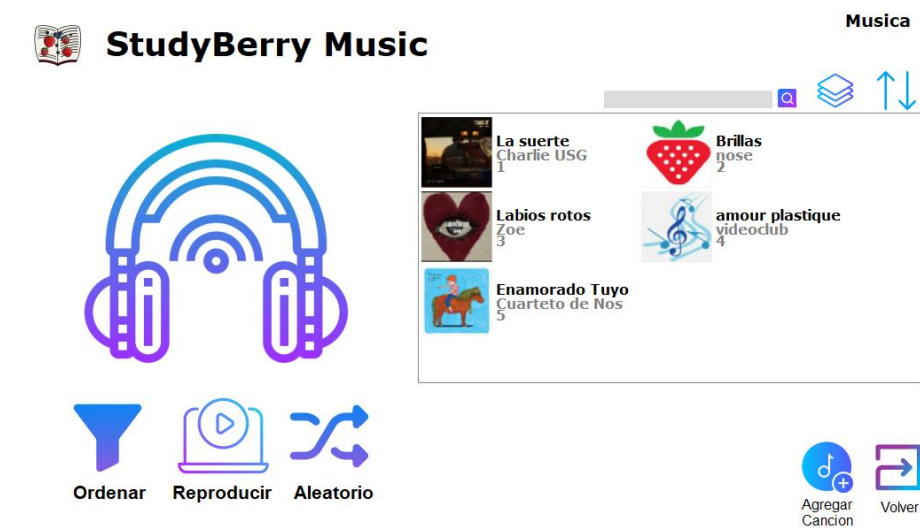 Musica
StudyBerry Music
La suerte
Charlie USG
1
Brillas
nose
2
Labios rotos
Zoe
3
amour plastique
videoclub
4
Enamorado Tuyo
Cuarteto de Nos
5
Ordenar
Reproducir
Aleatorio
Agregar
Cancion
Volver